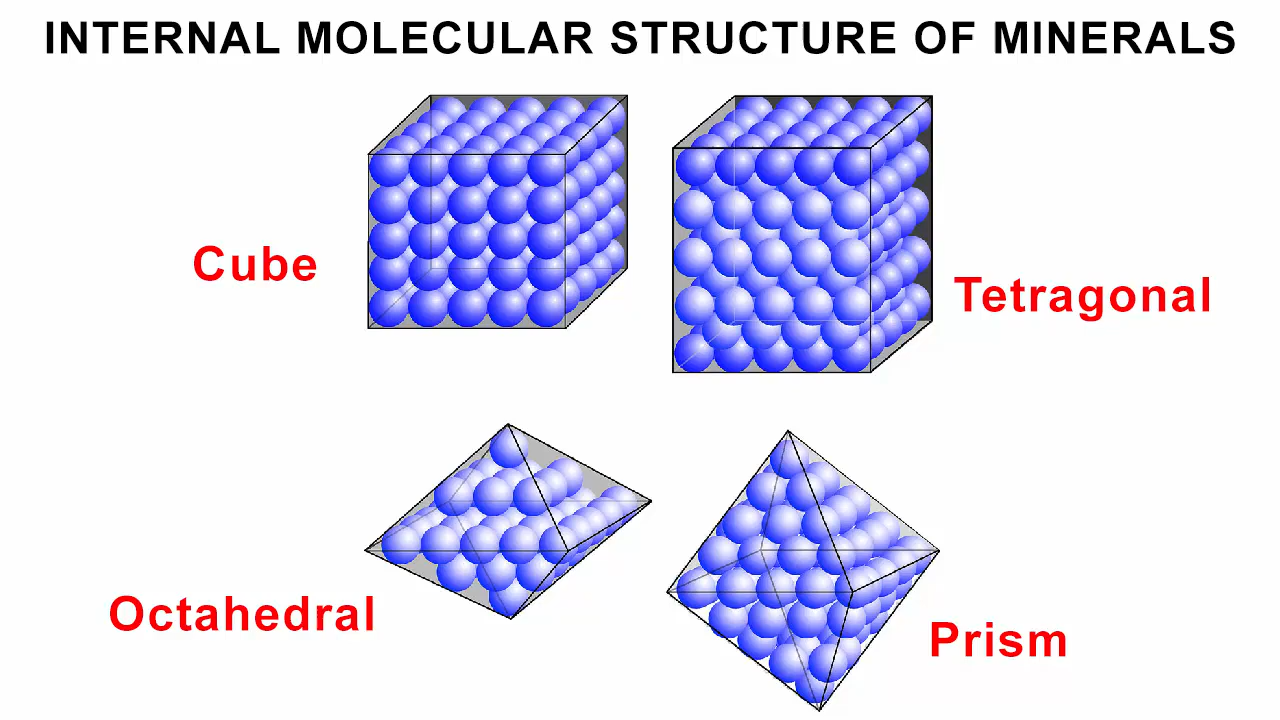 INTERNAL MOLECULAR STRUCTURE OF MINERALS
Cube
Tetragonal
Octahedral
Prism